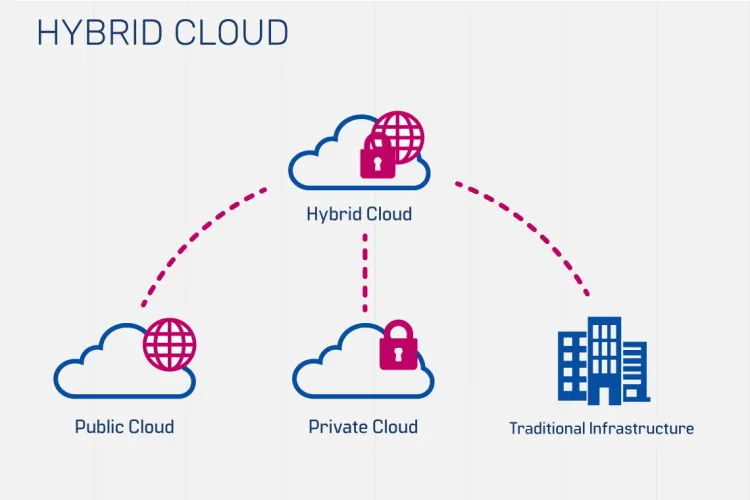 HYBRID CLOUD
Hybrid Cloud
Public Cloud
Private Cloud
Traditional Infrastructure